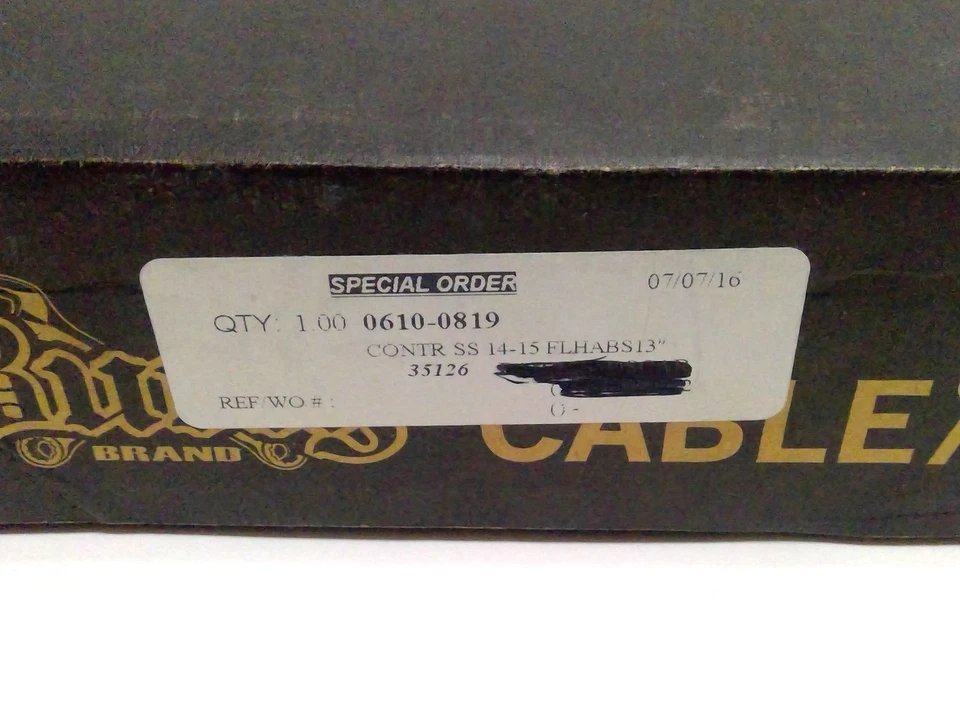 SPECIAL ORDER
07/07/16
QTY: 1.00 0610-0819
CONTR SS 14-15 FLHABS13"
35126
() -
REF/WO # :
BRAND
CABLE